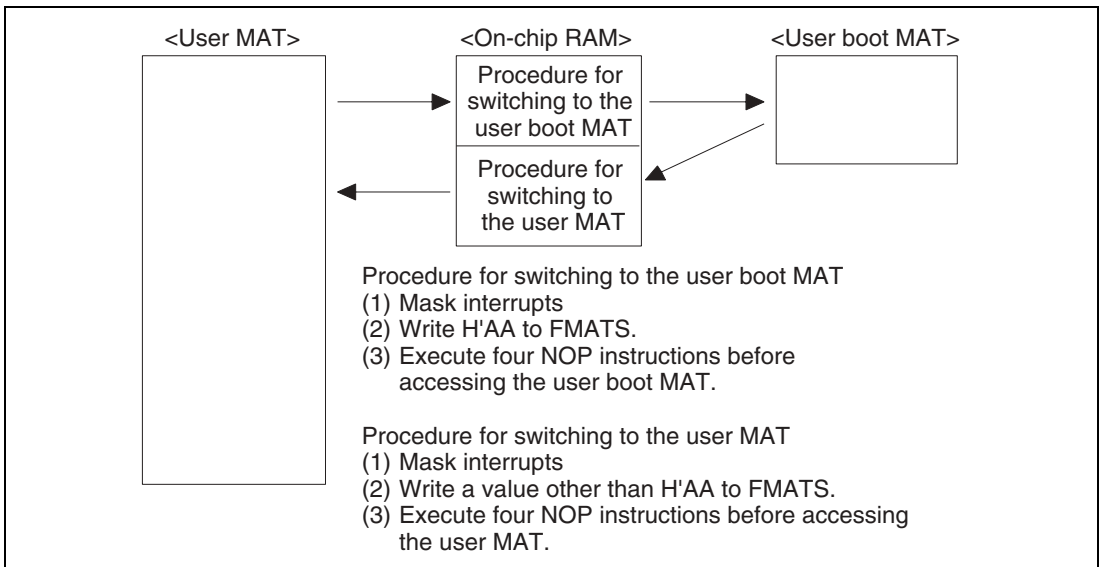 <User MAT>
<On-chip RAM>
<User boot MAT>
Procedure for
switching to the
user boot MAT
Procedure for
switching to
the user MAT
Procedure for switching to the user boot MAT
(1) Mask interrupts
(2) Write H'AA to FMATS.
(3) Execute four NOP instructions before
accessing the user boot MAT.
Procedure for switching to the user MAT
(1) Mask interrupts
(2) Write a value other than H'AA to FMATS.
(3) Execute four NOP instructions before accessing
the user MAT.